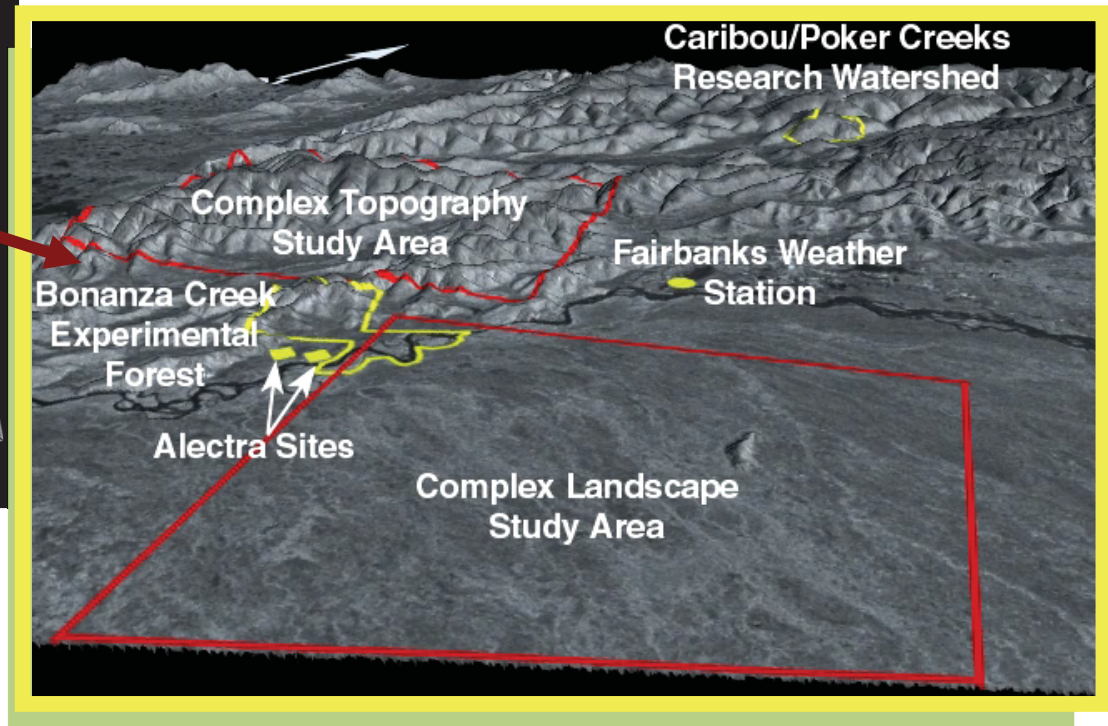 Caribou/Poker Creeks
Research Watershed
Complex Topography
Study Area
Fairbanks Weather
Station
Bonanza Creek
Experimental
Forest
Alectra Sites
Complex Landscape
Study Area